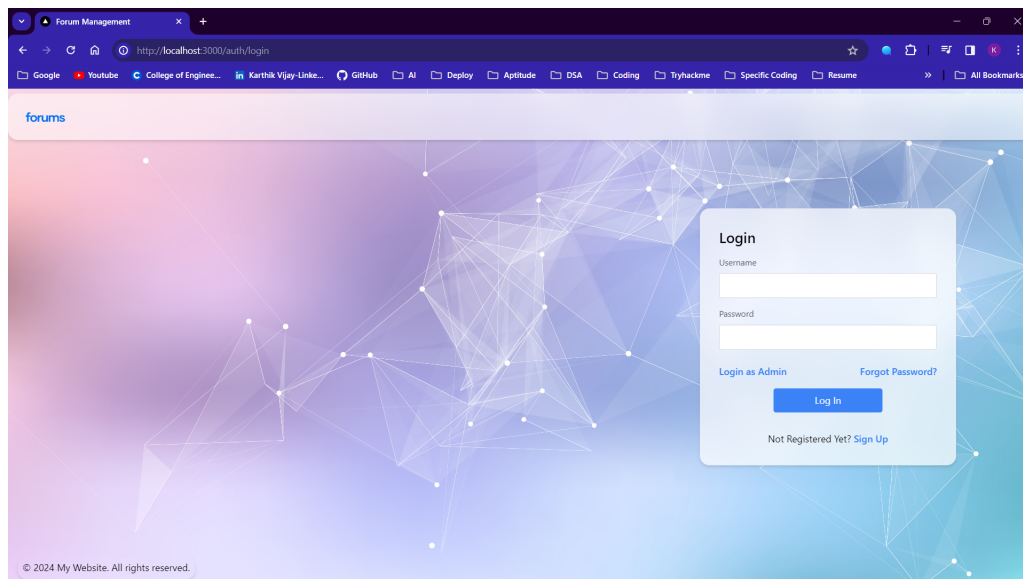 Forum Management
http://localhost:3000/auth/login
K
Google Youtube College of Enginee... Karthik Vijay-Linke... GitHub AI Deploy Aptitude DSA Coding Tryhackme Specific Coding Resume » All Bookmarks
forums
Login
Username
Password
Login as Admin Forgot Password?
Log In
Not Registered Yet? Sign Up
© 2024 My Website. All rights reserved.